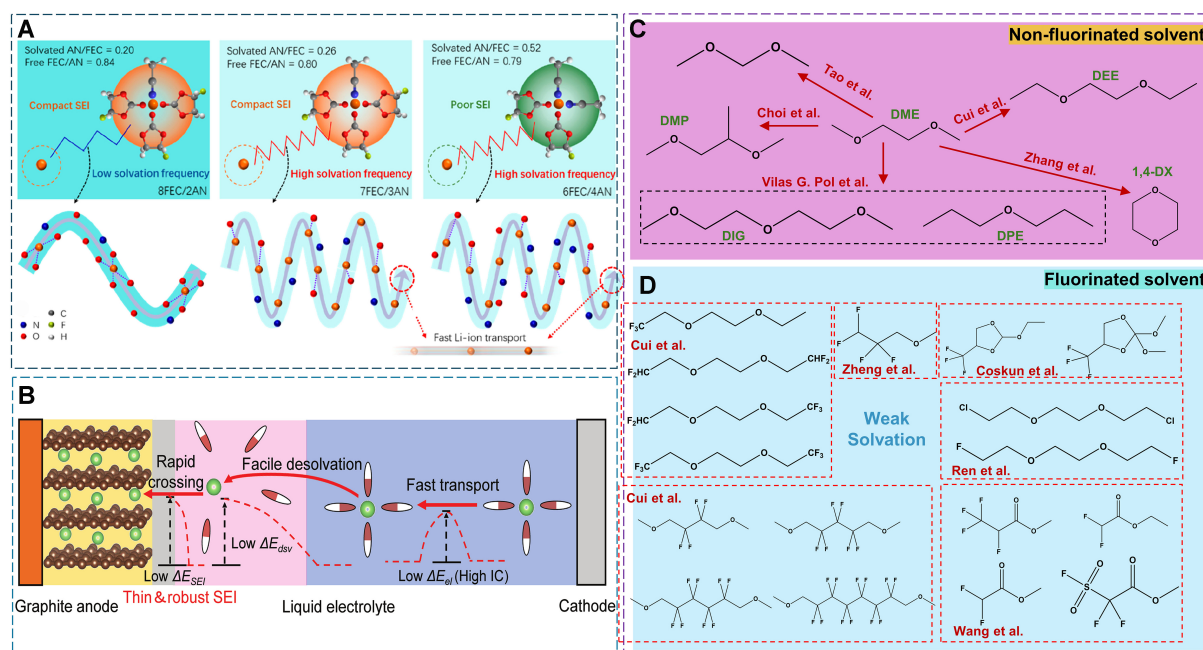 A
Solvated AN/FEC = 0.20
Free FEC/AN = 0.84
Compact SEI
Low solvation frequency
8FEC/2AN
Solvated AN/FEC = 0.26
Free FEC/AN = 0.80
Compact SEI
High solvation frequency
7FEC/3AN
Solvated AN/FEC = 0.52
Free FEC/AN = 0.79
Poor SEI
High solvation frequency
6FEC/4AN
C
N F
O H
Fast Li-ion transport
B
Rapid
crossing
Facile desolvation
Fast transport
Low ΔE_SEI
Low ΔE_dsv
Low ΔE_el (High IC)
Thin & robust SEI
Graphite anode
Liquid electrolyte
Cathode
C
Non-fluorinated solvent
O O
Tao et al.
DEE
O O
Cui et al.
DMP
O
O
Choi et al.
DME
O O
Zhang et al.
1,4-DX
O
O
Vilas G. Pol et al.
O O O
DIG
O
DPE
D
Fluorinated solvent
F₃C O O
Cui et al.
F₂HC O O CHF₂
F₂HC O O CF₃
F₃C O O CF₃
F
F O
F F
Zheng et al.
O O
O
F F
F
O O
O
O
F F
F
Coskun et al.
Weak
Solvation
Cl O O Cl
F O O F
Ren et al.
Cui et al.
F F
O O
F F
F F
O O
F F
F F F F
O O
F F
F F F F
O O
F F F F
F O
F O
F F
F O
O
F
F O
O
F
F O O
S O
O F F
Wang et al.